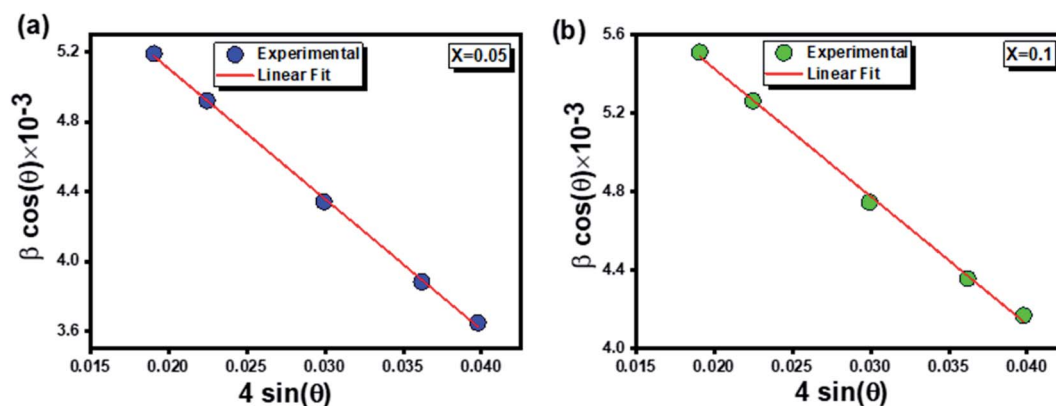 (a)
Experimental
Linear Fit
X=0.05
β cos(θ)×10-3
5.2
4.8
4.4
4.0
3.6
0.015 0.020 0.025 0.030 0.035 0.040
4 sin(θ)
(b)
Experimental
Linear Fit
X=0.1
β cos(θ)×10-3
5.6
5.2
4.8
4.4
4.0
0.015 0.020 0.025 0.030 0.035 0.040
4 sin(θ)